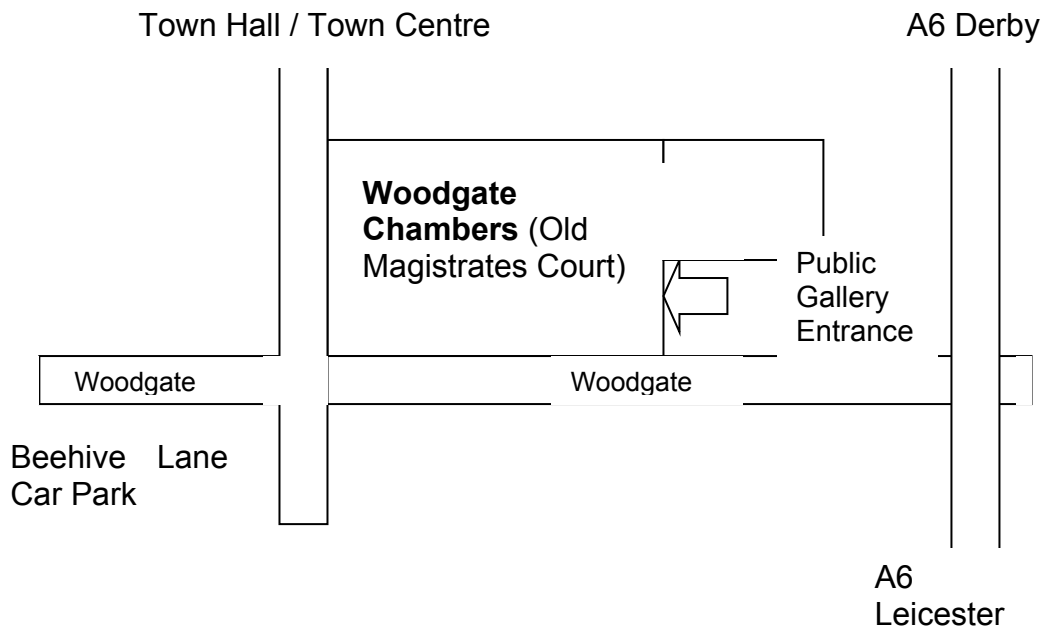 Town Hall / Town Centre
A6 Derby
Woodgate
Chambers (Old
Magistrates Court)
Public
Gallery
Entrance
Woodgate
Woodgate
Beehive Lane
Car Park
A6
Leicester